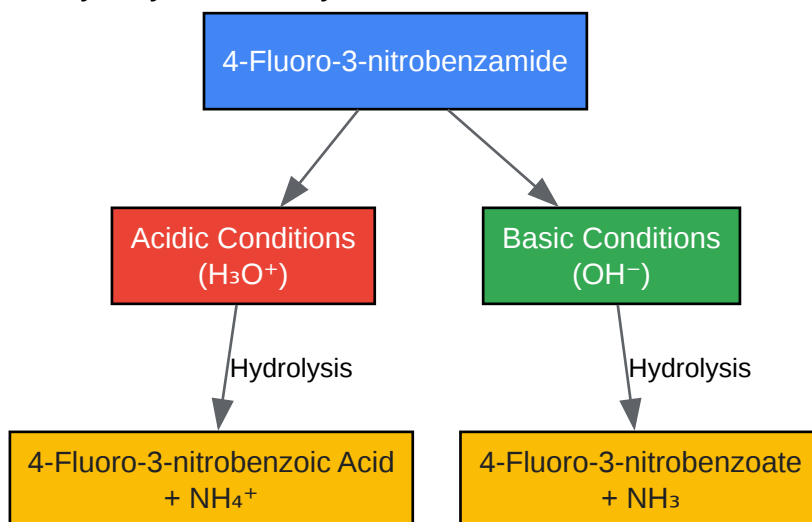 4-Fluoro-3-nitrobenzamide
Acidic Conditions
(H₃O⁺)
Basic Conditions
(OH⁻)
Hydrolysis
Hydrolysis
4-Fluoro-3-nitrobenzoic Acid
+ NH₄⁺
4-Fluoro-3-nitrobenzoate
+ NH₃